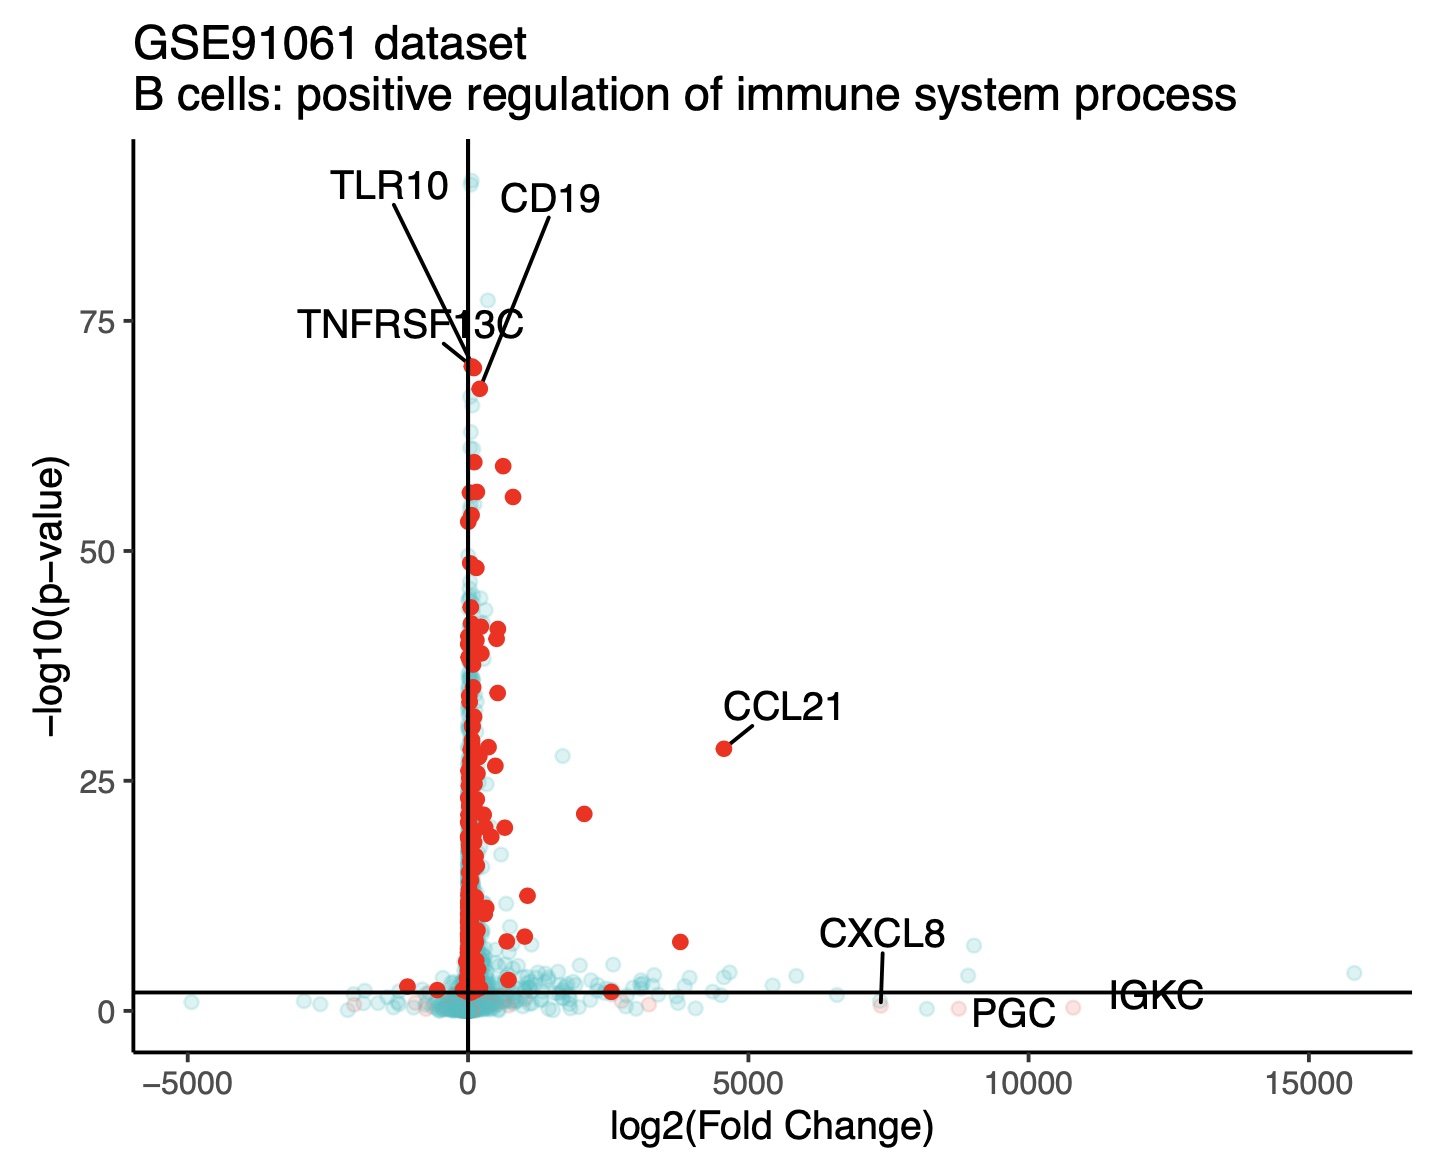 GSE91061 dataset
B cells: positive regulation of immune system process
TLR10
CD19
TNFRSF13C
CCL21
CXCL8
IGKC
PGC
−log10(p−value)
75
50
25
0
−5000
0
5000
10000
15000
log2(Fold Change)